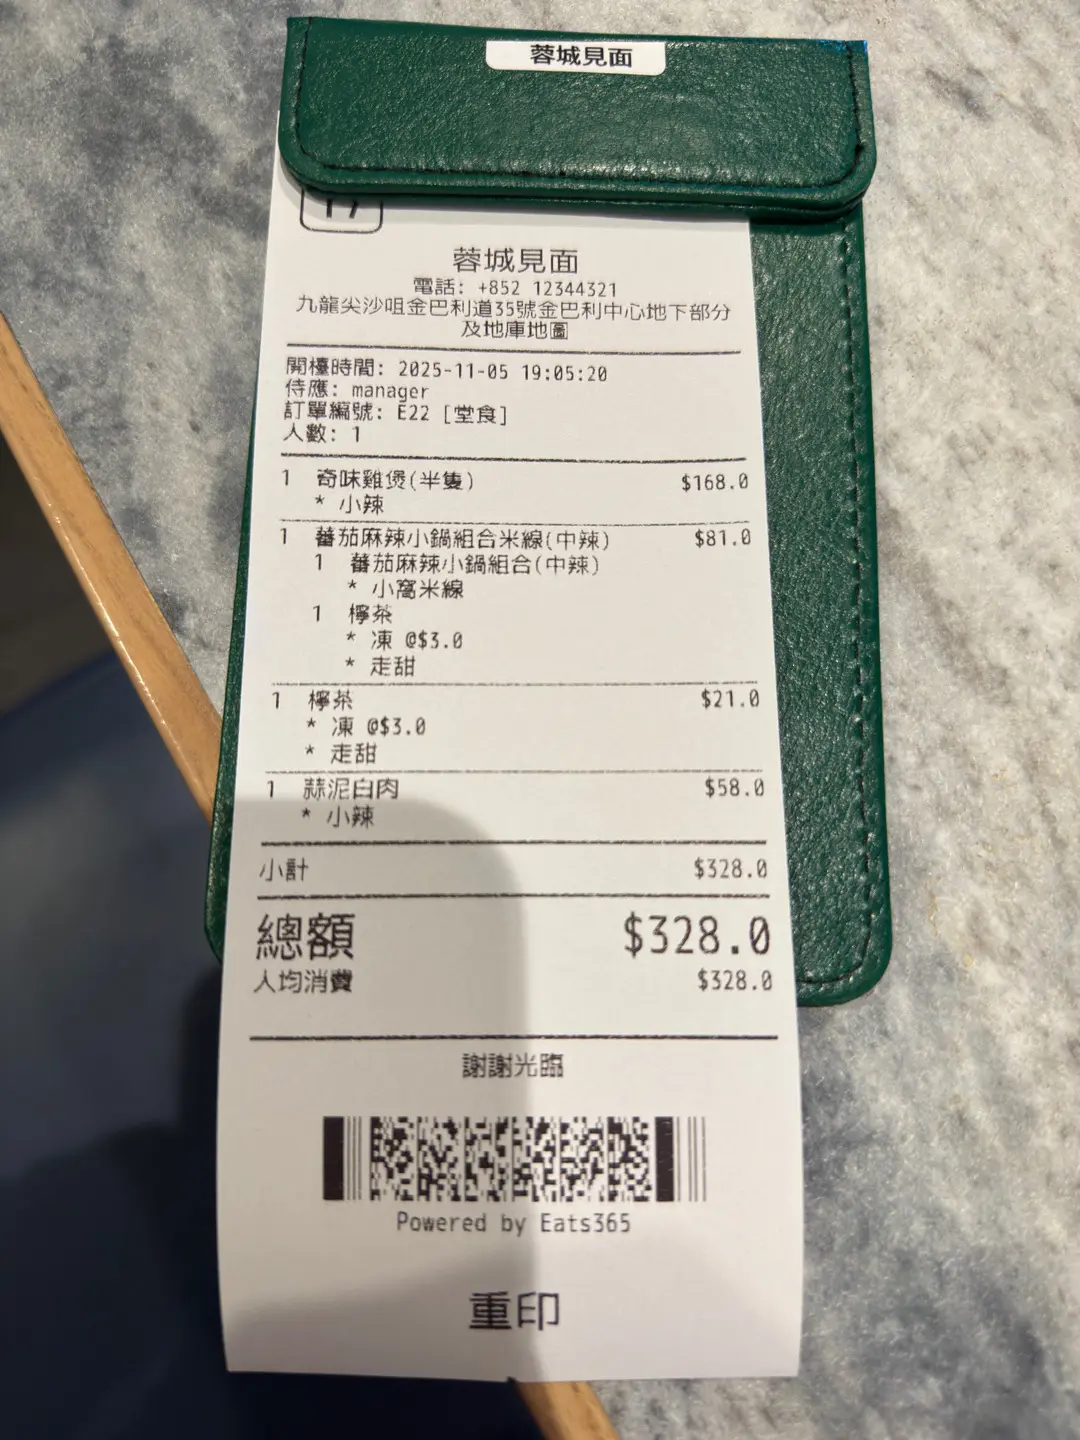 蓉城見面
17
蓉城見面
電話: +852 12344321
九龍尖沙咀金巴利道35號金巴利中心地下部分
及地庫地圖
開檯時間: 2025-11-05 19:05:20
侍應: manager
訂單編號: E22 [堂食]
人數: 1
1 奇味雞煲(半隻) $168.0
* 小辣
1 蕃茄麻辣小鍋組合米線(中辣) $81.0
1 蕃茄麻辣小鍋組合(中辣)
* 小窩米線
1 檸茶
* 凍 @$3.0
* 走甜
1 檸茶 $21.0
* 凍 @$3.0
* 走甜
1 蒜泥白肉 $58.0
* 小辣
小計 $328.0
總額 $328.0
人均消費 $328.0
謝謝光臨
Powered by Eats365
重印